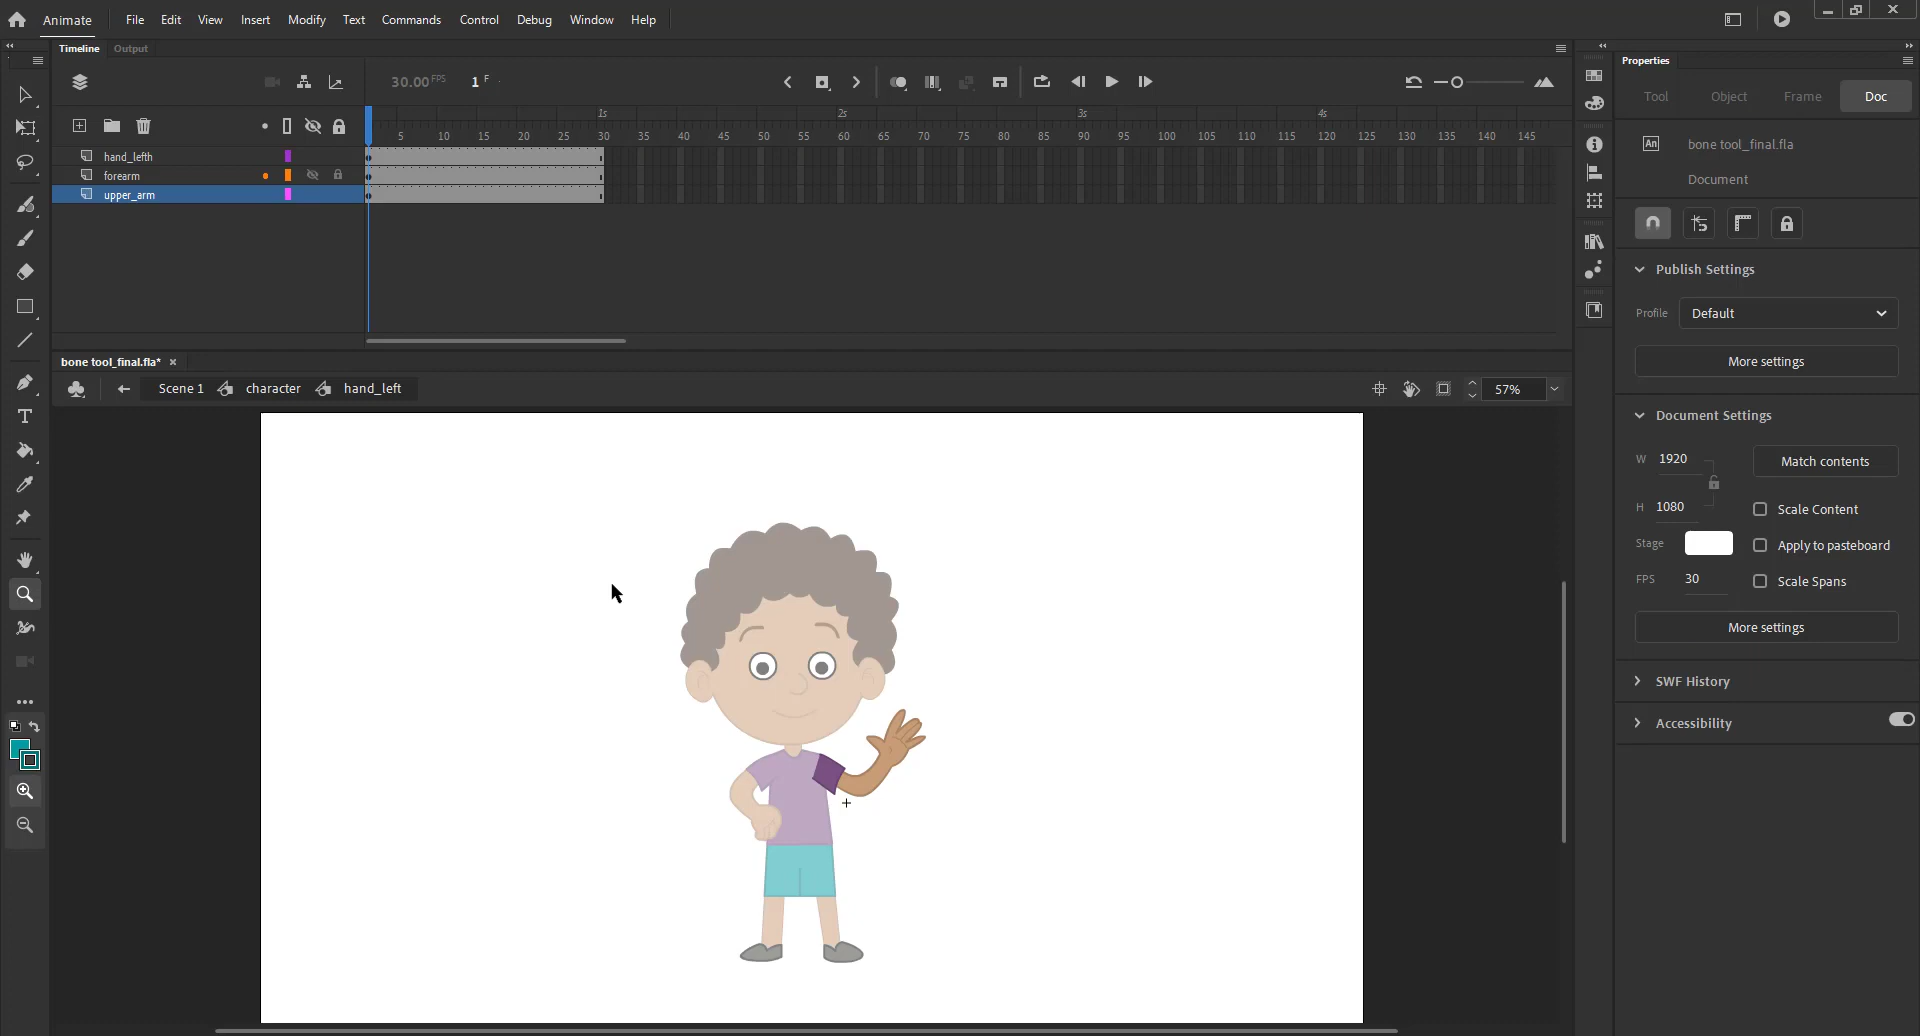 Animate File Edit View Insert Modify Text Commands Control Debug Window Help
Timeline Output
30.00 FPS 1 F
1s 2s 3s 4s
5 10 15 20 25 30 35 40 45 50 55 60 65 70 75 80 85 90 95 100 105 110 115 120 125 130 135 140 145
hand_lefth
forearm
upper_arm
bone tool_final.fla*
Scene 1 character hand_left
57%
Properties
Tool Object Frame Doc
An bone tool_final.fla
Document
Publish Settings
Profile Default
More settings
Document Settings
W 1920 Match contents
H 1080 Scale Content
Stage Apply to pasteboard
FPS 30 Scale Spans
More settings
SWF History
Accessibility